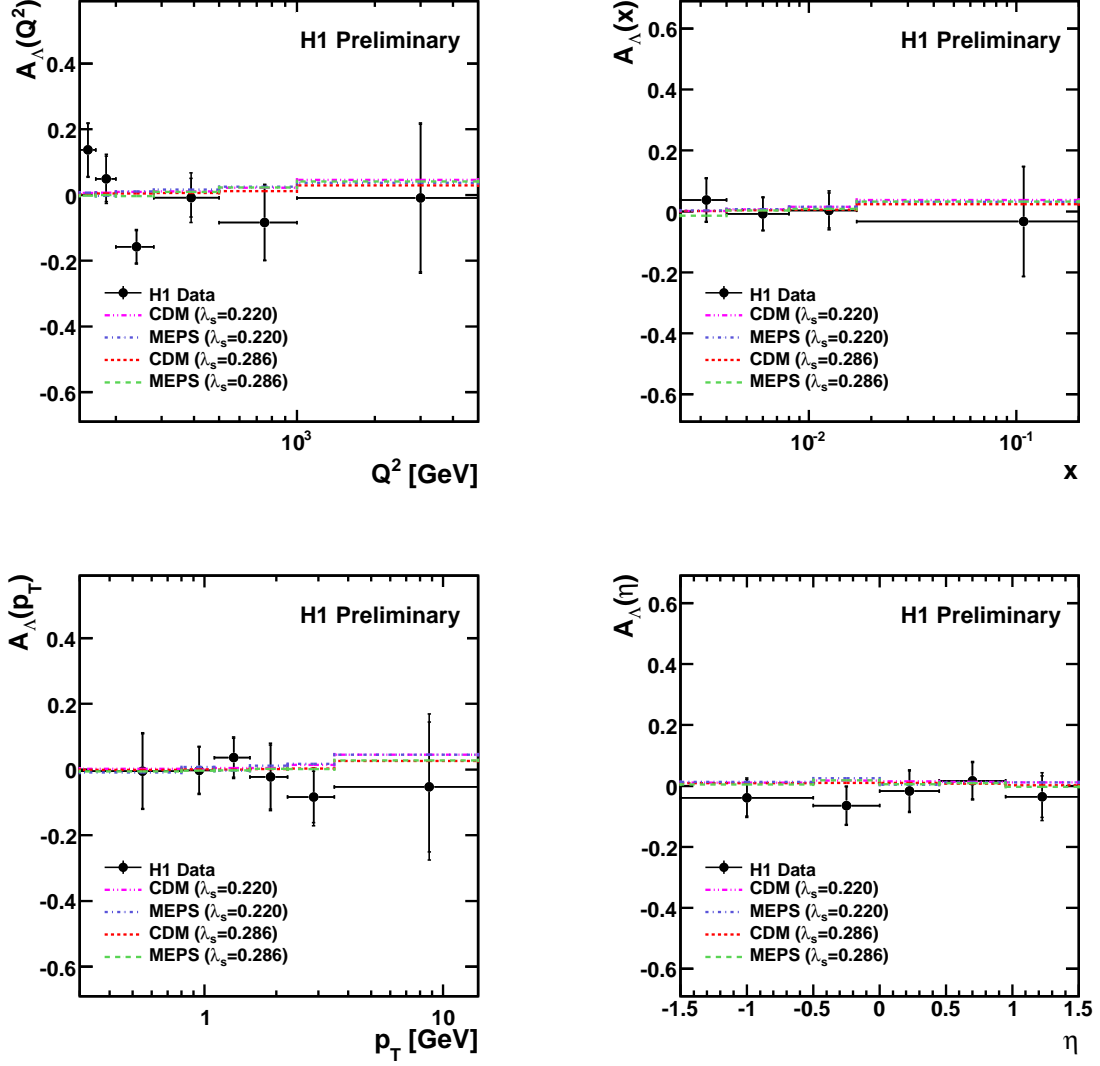 A_Λ(Q²)
H1 Preliminary
0.4
0.2
0
-0.2
-0.4
-0.6
H1 Data
CDM (λ_s=0.220)
MEPS (λ_s=0.220)
CDM (λ_s=0.286)
MEPS (λ_s=0.286)
10³
Q² [GeV]
A_Λ(x)
H1 Preliminary
0.6
0.4
0.2
0
-0.2
-0.4
-0.6
H1 Data
CDM (λ_s=0.220)
MEPS (λ_s=0.220)
CDM (λ_s=0.286)
MEPS (λ_s=0.286)
10⁻² 10⁻¹
x
A_Λ(p_T)
H1 Preliminary
0.4
0.2
0
-0.2
-0.4
-0.6
H1 Data
CDM (λ_s=0.220)
MEPS (λ_s=0.220)
CDM (λ_s=0.286)
MEPS (λ_s=0.286)
1 10
p_T [GeV]
A_Λ(η)
H1 Preliminary
0.6
0.4
0.2
0
-0.2
-0.4
-0.6
H1 Data
CDM (λ_s=0.220)
MEPS (λ_s=0.220)
CDM (λ_s=0.286)
MEPS (λ_s=0.286)
-1.5 -1 -0.5 0 0.5 1 1.5
η